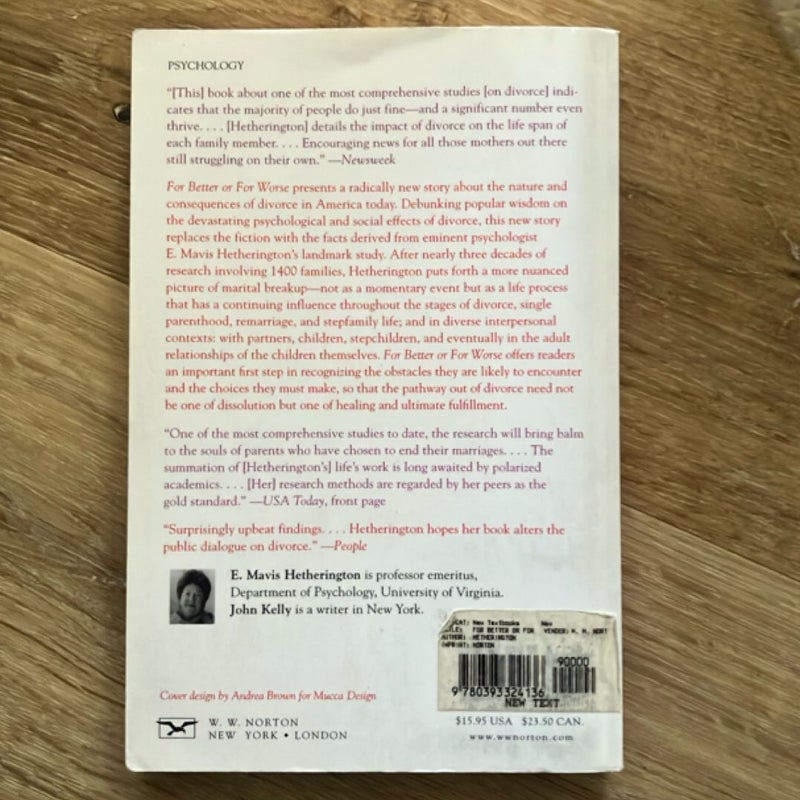 PSYCHOLOGY
“[This] book about one of the most comprehensive studies [on divorce] indi-
cates that the majority of people do just fine—and a significant number even
thrive. . . . [Hetherington] details the impact of divorce on the life span of
each family member. . . . Encouraging news for all those mothers out there
still struggling on their own.” —Newsweek
For Better or For Worse presents a radically new story about the nature and
consequences of divorce in America today. Debunking popular wisdom on
the devastating psychological and social effects of divorce, this new story
replaces the fiction with the facts derived from eminent psychologist
E. Mavis Hetherington’s landmark study. After nearly three decades of
research involving 1400 families, Hetherington puts forth a more nuanced
picture of marital breakup—not as a momentary event but as a life process
that has a continuing influence throughout the stages of divorce, single
parenthood, remarriage, and stepfamily life; and in diverse interpersonal
contexts: with partners, children, stepchildren, and eventually in the adult
relationships of the children themselves. For Better or For Worse offers readers
an important first step in recognizing the obstacles they are likely to encounter
and the choices they must make, so that the pathway out of divorce need not
be one of dissolution but one of healing and ultimate fulfillment.
“One of the most comprehensive studies to date, the research will bring balm
to the souls of parents who have chosen to end their marriages. . . . The
summation of [Hetherington’s] life’s work is long awaited by polarized
academics. . . . [Her] research methods are regarded by her peers as the
gold standard.” —USA Today, front page
“Surprisingly upbeat findings. . . . Hetherington hopes her book alters the
public dialogue on divorce.” —People
E. Mavis Hetherington is professor emeritus,
Department of Psychology, University of Virginia.
John Kelly is a writer in New York.
New Textbooks New
FOR BETTER OR FOR VENDOR: W. W. NORT
HETHERINGTON
NORTON
90000
9 780393 324136
NEW TEXT
Cover design by Andrea Brown for Mucca Design
W. W. NORTON
NEW YORK • LONDON
$15.95 USA $23.50 CAN.
www.wwnorton.com